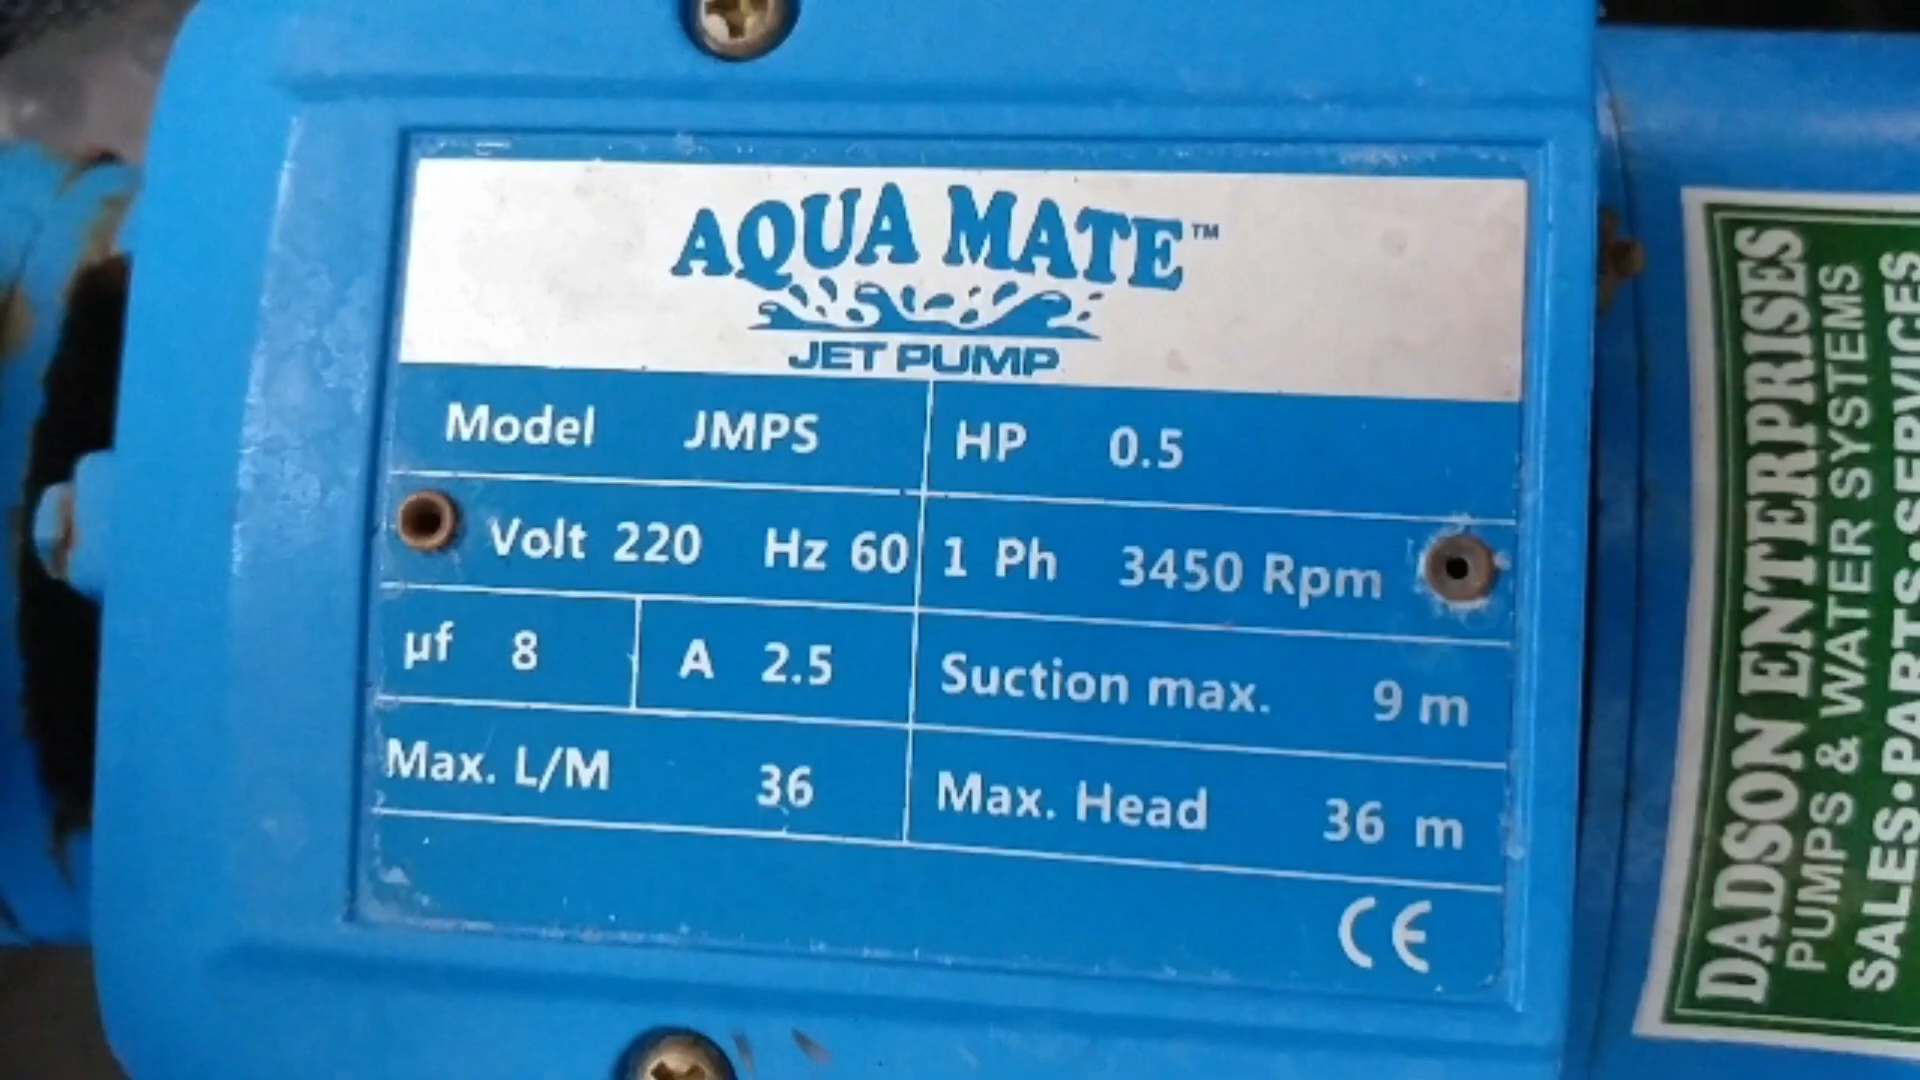 AQUA MATE™
JET PUMP
Model JMPS HP 0.5
Volt 220 Hz 60 1 Ph 3450 Rpm
µf 8 A 2.5 Suction max. 9 m
Max. L/M 36 Max. Head 36 m
CE
DADSON ENTERPRISES
PUMPS & WATER SYSTEMS
SALES•PARTS•SERVICES